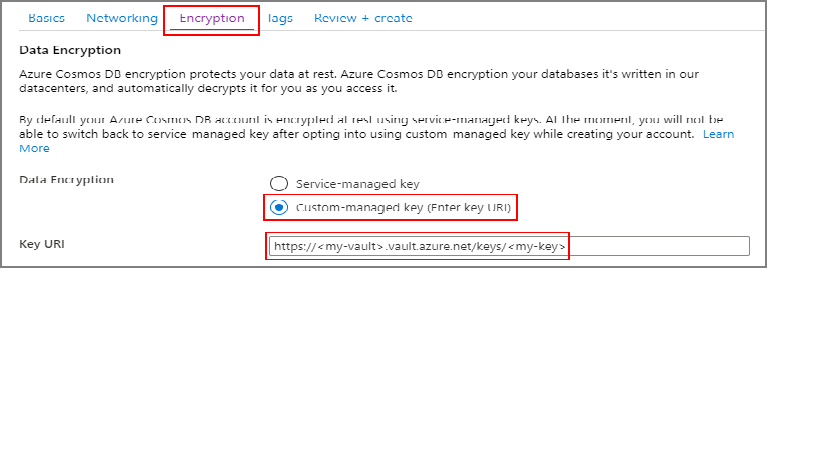 Basics Networking Encryption Tags Review + create
Data Encryption
Azure Cosmos DB encryption protects your data at rest. Azure Cosmos DB encryption your databases it's written in our
datacenters, and automatically decrypts it for you as you access it.
By default your Azure Cosmos DB account is encrypted at rest using service-managed keys. At the moment, you will not be
able to switch back to service managed key after opting into using custom managed key while creating your account. Learn
More
Data Encryption
Service-managed key
Custom-managed key (Enter key URI)
Key URI https://<my-vault>.vault.azure.net/keys/<my-key>